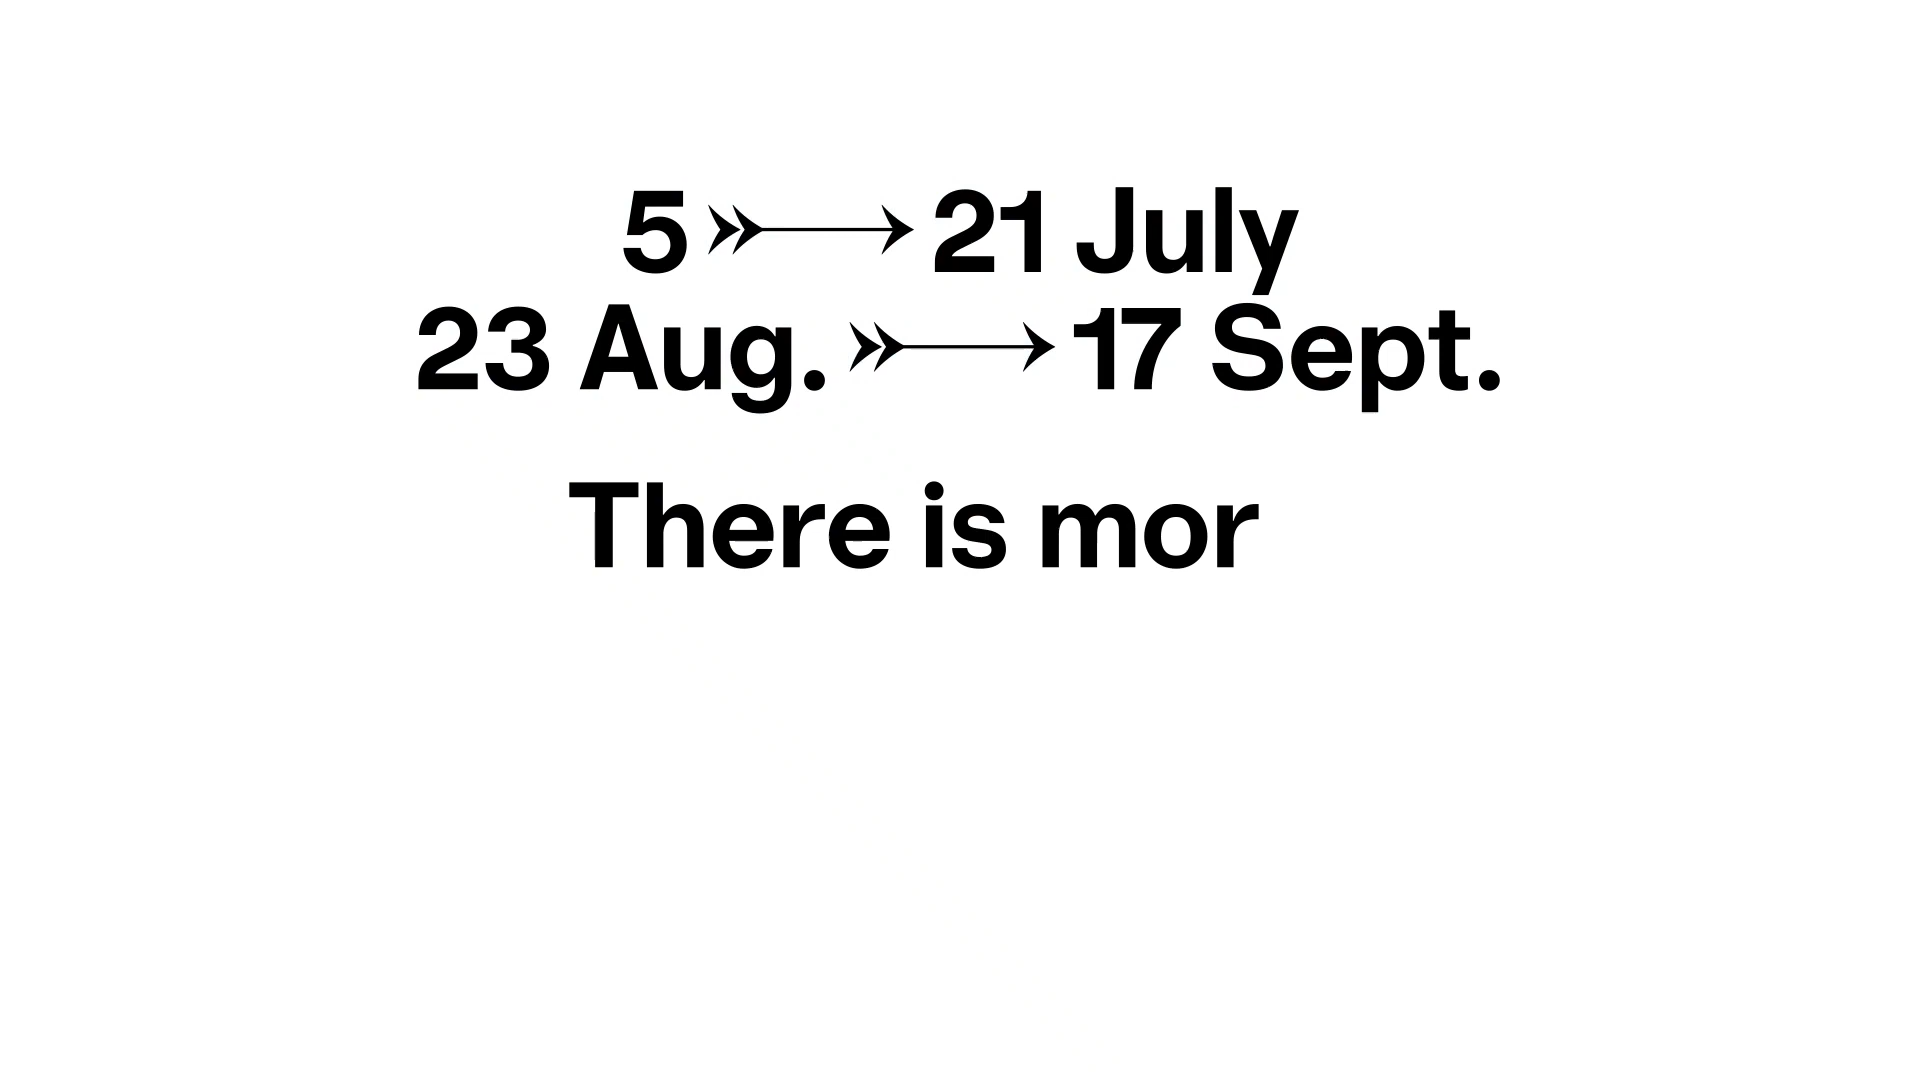 5 → 21 July
23 Aug. → 17 Sept.
There is mor